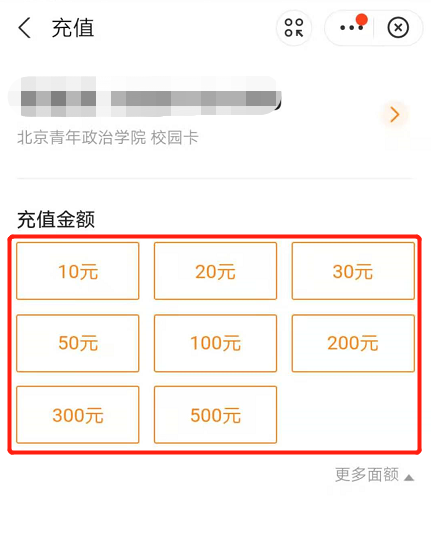 充值
北京青年政治学院 校园卡
充值金额
10元 20元 30元
50元 100元 200元
300元 500元
更多面额